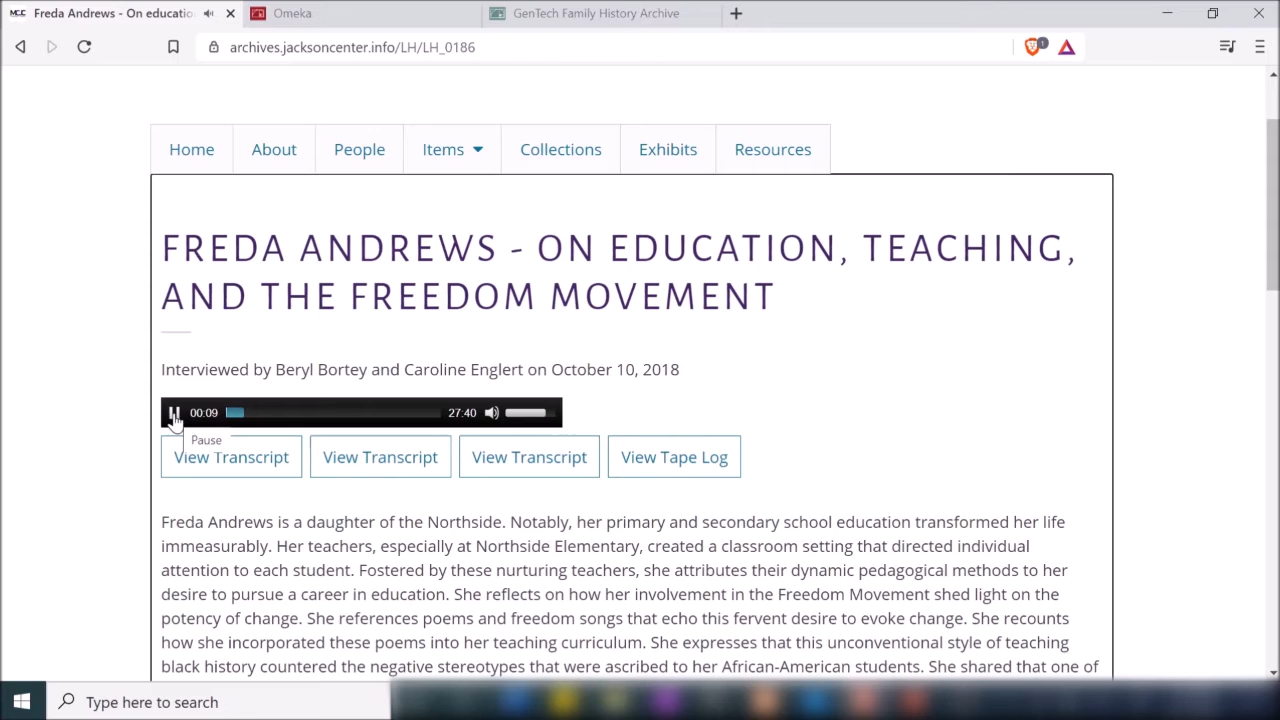 MCC Freda Andrews - On educatio
Omeka
GenTech Family History Archive
archives.jacksoncenter.info/LH/LH_0186
1
Home
About
People
Items
Collections
Exhibits
Resources
FREDA ANDREWS - ON EDUCATION, TEACHING,
AND THE FREEDOM MOVEMENT
Interviewed by Beryl Bortey and Caroline Englert on October 10, 2018
00:09
27:40
Pause
View Transcript
View Transcript
View Transcript
View Tape Log
Freda Andrews is a daughter of the Northside. Notably, her primary and secondary school education transformed her life
immeasurably. Her teachers, especially at Northside Elementary, created a classroom setting that directed individual
attention to each student. Fostered by these nurturing teachers, she attributes their dynamic pedagogical methods to her
desire to pursue a career in education. She reflects on how her involvement in the Freedom Movement shed light on the
potency of change. She references poems and freedom songs that echo this fervent desire to evoke change. She recounts
how she incorporated these poems into her teaching curriculum. She expresses that this unconventional style of teaching
black history countered the negative stereotypes that were ascribed to her African-American students. She shared that one of
Type here to search